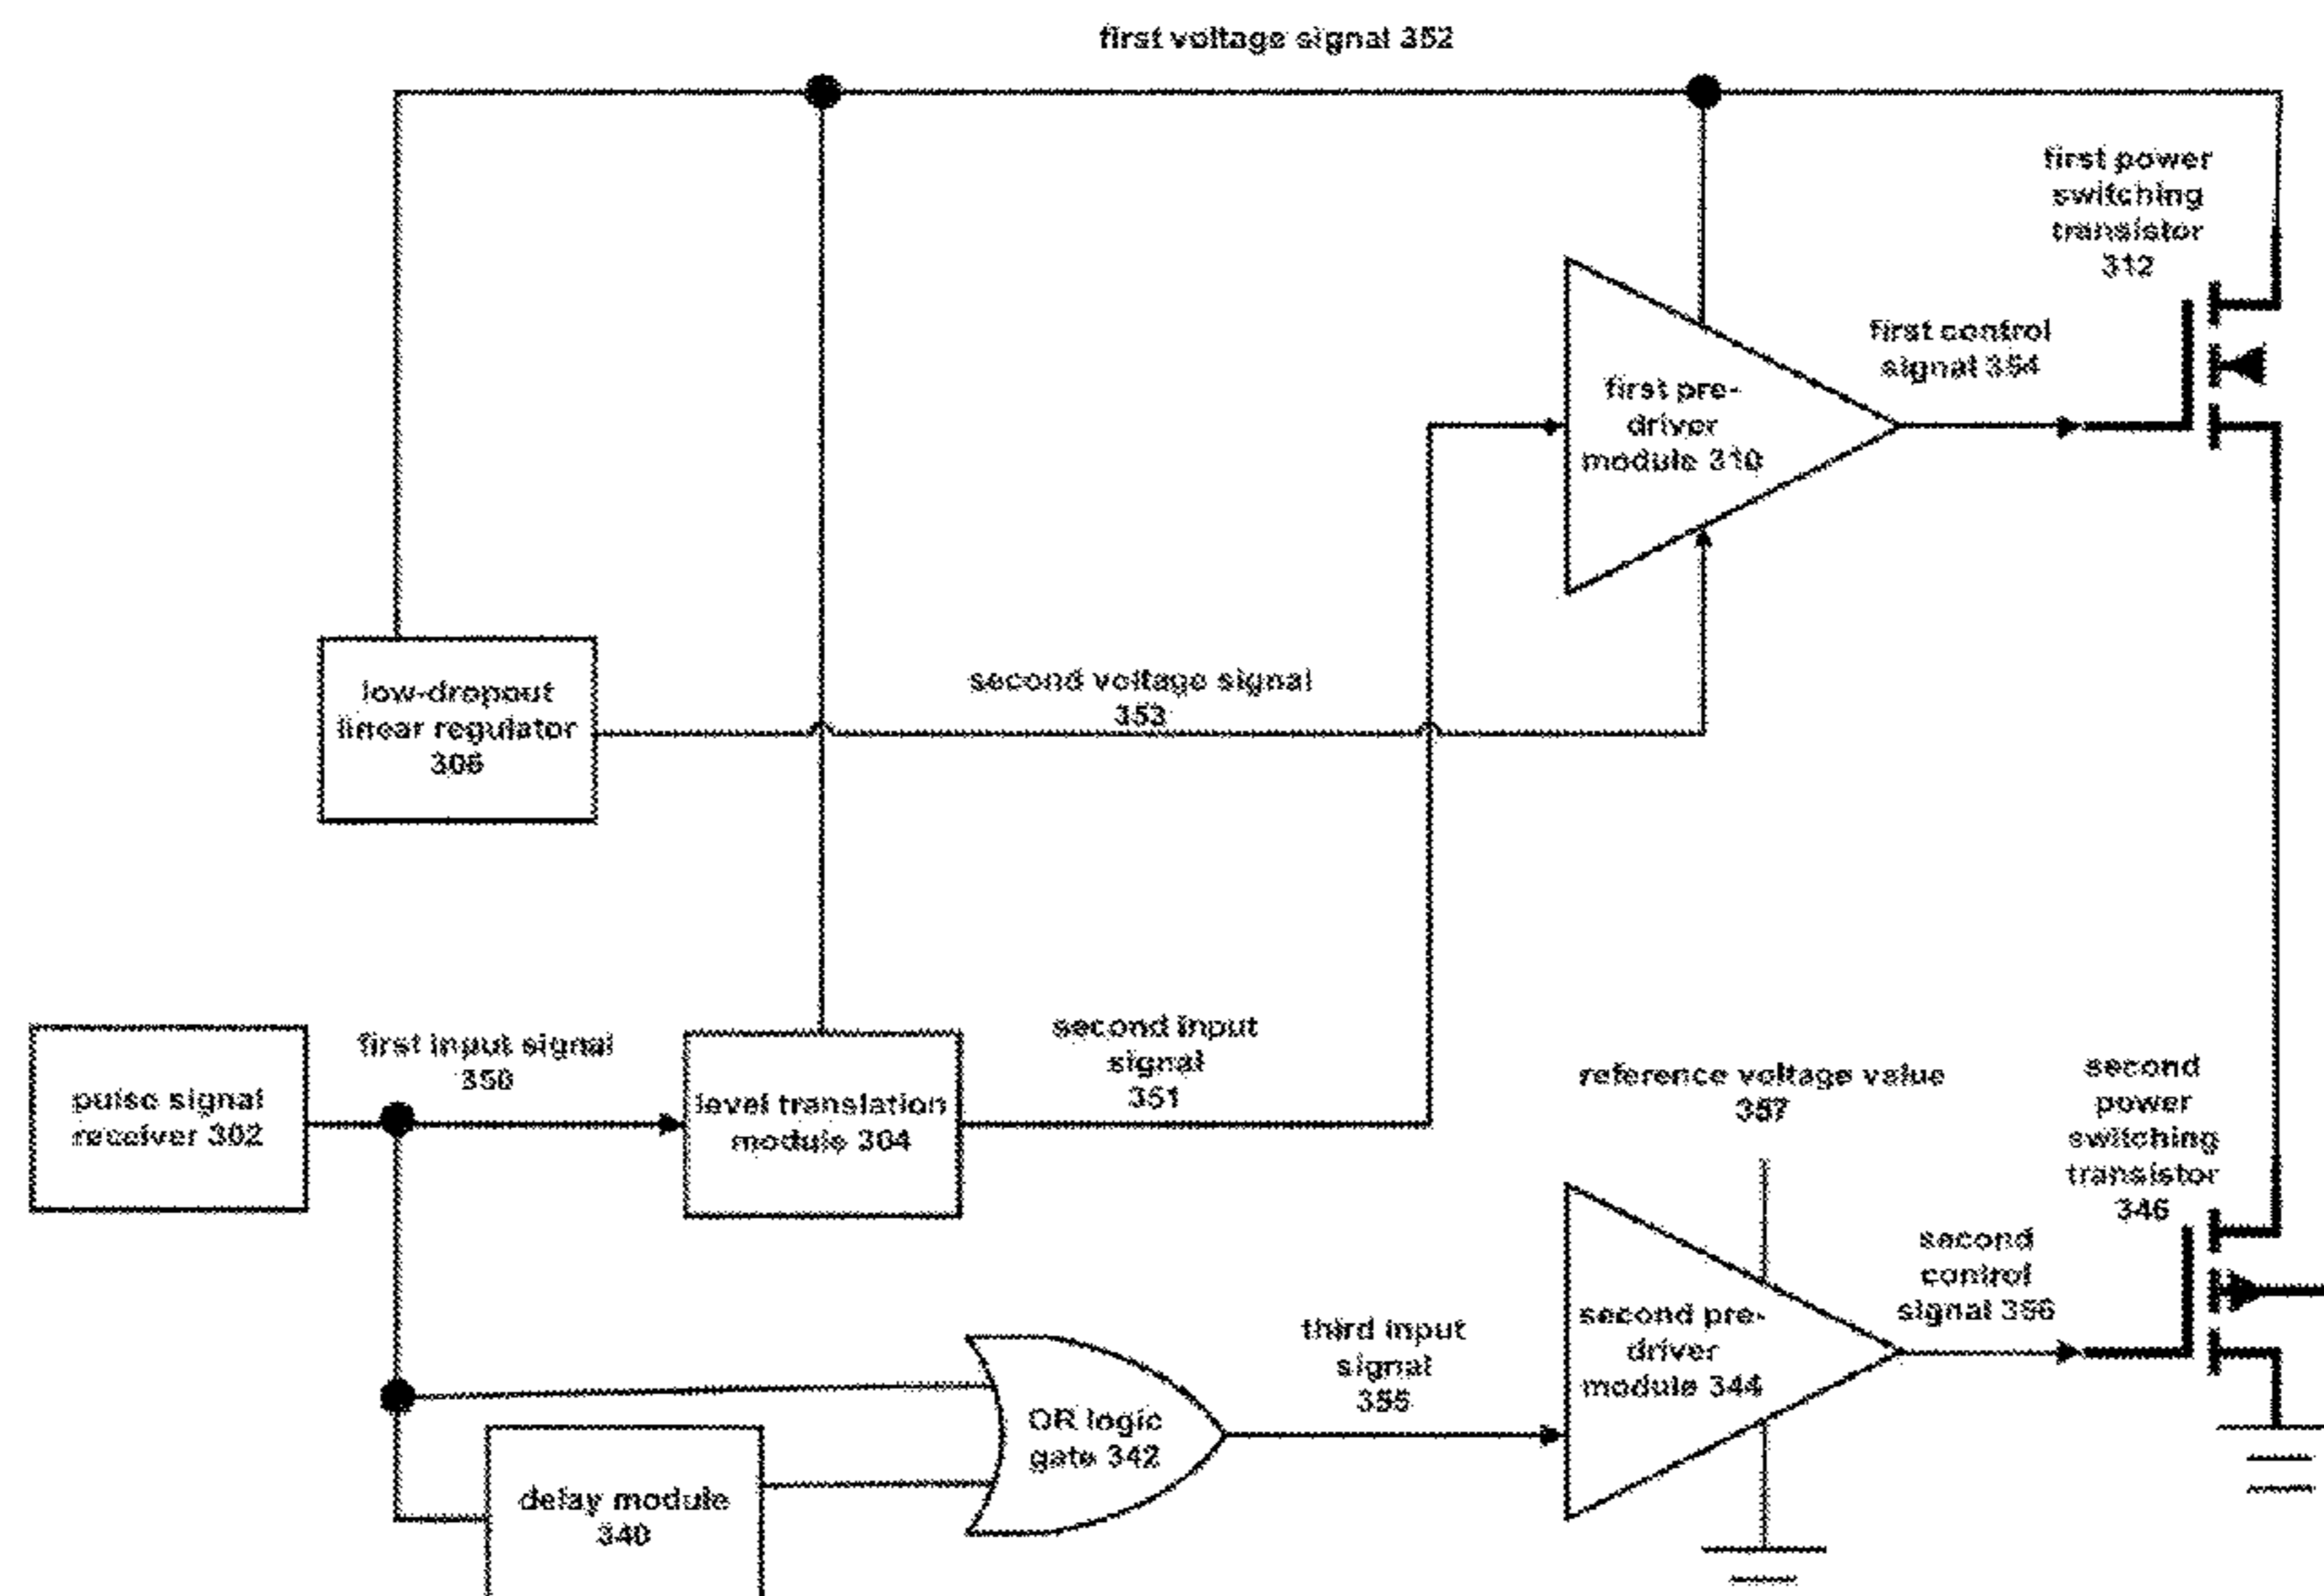 first voltage signal 352
first power
switching
transistor
312
first control
signal 354
first pre-
driver
module 310
low-dropout
linear regulator
306
second voltage signal
353
pulse signal
receiver 302
first input signal
350
level translation
module 304
second input
signal
351
reference voltage value
357
second
power
switching
transistor
346
second
control
signal 356
second pre-
driver
module 344
third input
signal
355
OR logic
gate 342
delay module
340